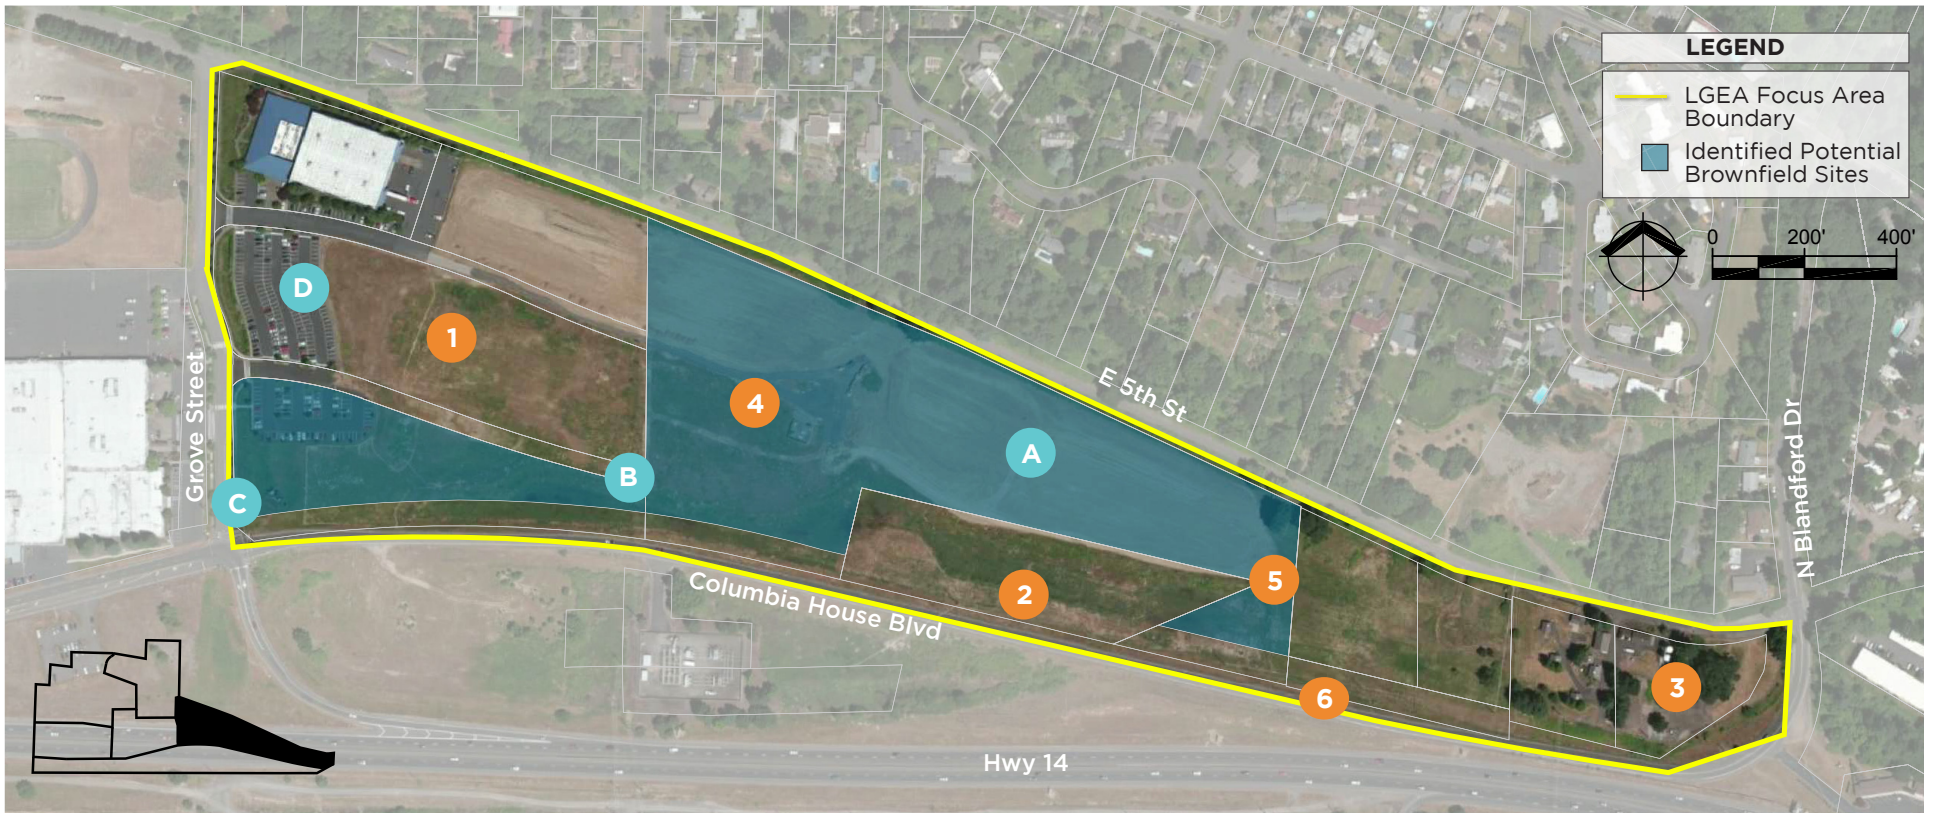 LEGEND
LGEA Focus Area
Boundary
Identified Potential
Brownfield Sites
0 200' 400'
D
1
4
A
B
C
2
5
6
3
Grove Street
E 5th St
N Blandford Dr
Columbia House Blvd
Hwy 14